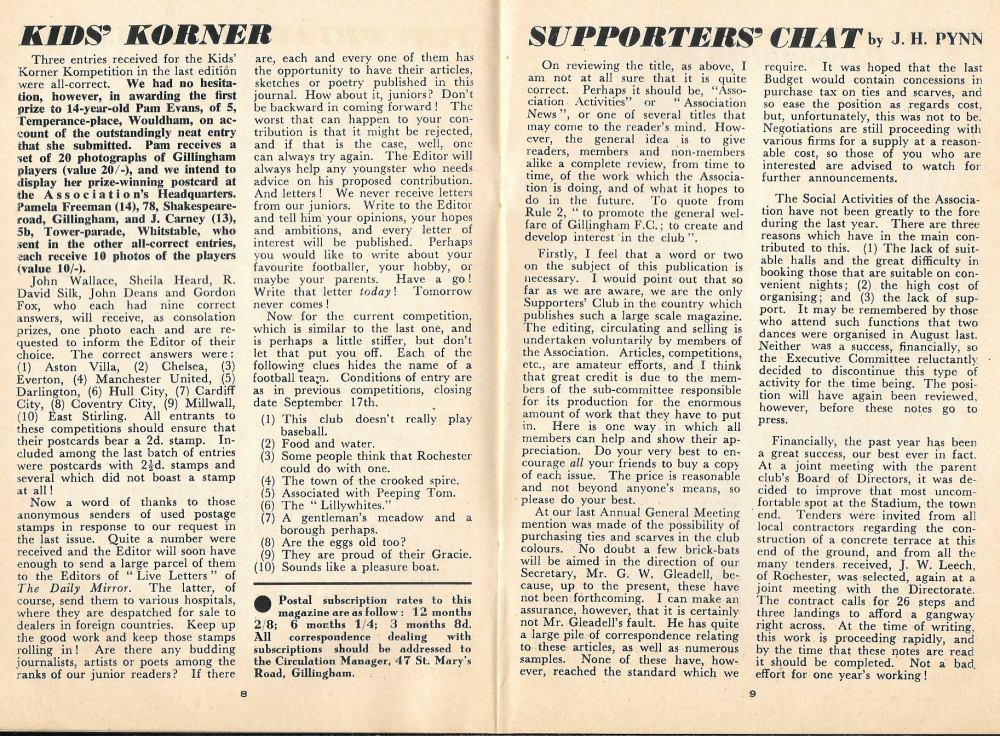 KIDS' KORNER
Three entries received for the Kids'
Korner Kompetition in the last edition
were all-correct. We had no hesita-
tion, however, in awarding the first
prize to 14-year-old Pam Evans, of 5,
Temperance-place, Wouldham, on ac-
count of the outstandingly neat entry
that she submitted. Pam receives a
set of 20 photographs of Gillingham
players (value 20/-), and we intend to
display her prize-winning postcard at
the Association's Headquarters.
Pamela Freeman (14), 78, Shakespeare-
road, Gillingham, and J. Carney (13),
5b, Tower-parade, Whitstable, who
sent in the other all-correct entries,
each receive 10 photos of the players
(value 10/-).
John Wallace, Sheila Heard, R.
David Silk, John Deans and Gordon
Fox, who each had nine correct
answers, will receive, as consolation
prizes, one photo each and are re-
quested to inform the Editor of their
choice. The correct answers were:
(1) Aston Villa, (2) Chelsea, (3)
Everton, (4) Manchester United, (5)
Darlington, (6) Hull City, (7) Cardiff
City, (8) Coventry City, (9) Millwall,
(10) East Stirling. All entrants to
these competitions should ensure that
their postcards bear a 2d. stamp. In-
cluded among the last batch of entries
were postcards with 2½d. stamps and
several which did not boast a stamp
at all!
Now a word of thanks to those
anonymous senders of used postage
stamps in response to our request in
the last issue. Quite a number were
received and the Editor will soon have
enough to send a large parcel of them
to the Editors of "Live Letters" of
The Daily Mirror. The latter, of
course, send them to various hospitals,
where they are despatched for sale to
dealers in foreign countries. Keep up
the good work and keep those stamps
rolling in! Are there any budding
journalists, artists or poets among the
ranks of our junior readers? If there
are, each and every one of them has
the opportunity to have their articles,
sketches or poetry published in this
journal. How about it, juniors? Don't
be backward in coming forward! The
worst that can happen to your con-
tribution is that it might be rejected,
and if that is the case, well, one
can always try again. The Editor will
always help any youngster who needs
advice on his proposed contribution.
And letters! We never receive letters
from our juniors. Write to the Editor
and tell him your opinions, your hopes
and ambitions, and every letter of
interest will be published. Perhaps
you would like to write about your
favourite footballer, your hobby, or
maybe your parents. Have a go!
Write that letter today! Tomorrow
never comes!
Now for the current competition,
which is similar to the last one, and
is perhaps a little stiffer, but don't
let that put you off. Each of the
following clues hides the name of a
football team. Conditions of entry are
as in previous competitions, closing
date September 17th.
(1) This club doesn't really play
baseball.
(2) Food and water.
(3) Some people think that Rochester
could do with one.
(4) The town of the crooked spire.
(5) Associated with Peeping Tom.
(6) The "Lillywhites."
(7) A gentleman's meadow and a
borough perhaps.
(8) Are the eggs old too?
(9) They are proud of their Gracie.
(10) Sounds like a pleasure boat.
Postal subscription rates to this
magazine are as follow: 12 months
2/8; 6 months 1/4; 3 months 8d.
All correspondence dealing with
subscriptions should be addressed to
the Circulation Manager, 47 St. Mary's
Road, Gillingham.
8
SUPPORTERS' CHAT by J. H. PYNN
On reviewing the title, as above, I
am not at all sure that it is quite
correct. Perhaps it should be, "Asso-
ciation Activities" or "Association
News", or one of several titles that
may come to the reader's mind. How-
ever, the general idea is to give
readers, members and non-members
alike a complete review, from time to
time, of the work which the Associa-
tion is doing, and of what it hopes to
do in the future. To quote from
Rule 2, "to promote the general wel-
fare of Gillingham F.C.; to create and
develop interest in the club".
Firstly, I feel that a word or two
on the subject of this publication is
necessary. I would point out that so
far as we are aware, we are the only
Supporters' Club in the country which
publishes such a large scale magazine.
The editing, circulating and selling is
undertaken voluntarily by members of
the Association. Articles, competitions,
etc., are amateur efforts, and I think
that great credit is due to the mem-
bers of the sub-committee responsible
for its production for the enormous
amount of work that they have to put
in. Here is one way in which all
members can help and show their ap-
preciation. Do your very best to en-
courage all your friends to buy a copy
of each issue. The price is reasonable
and not beyond anyone's means, so
please do your best.
At our last Annual General Meeting
mention was made of the possibility of
purchasing ties and scarves in the club
colours. No doubt a few brick-bats
will be aimed in the direction of our
Secretary, Mr. G. W. Gleadell, be-
cause, up to the present, these have
not been forthcoming. I can make an
assurance, however, that it is certainly
not Mr. Gleadell's fault. He has quite
a large pile of correspondence relating
to these articles, as well as numerous
samples. None of these have, how-
ever, reached the standard which we
require. It was hoped that the last
Budget would contain concessions in
purchase tax on ties and scarves, and
so ease the position as regards cost,
but, unfortunately, this was not to be.
Negotiations are still proceeding with
various firms for a supply at a reason-
able cost, so those of you who are
interested are advised to watch for
further announcements.
The Social Activities of the Associa-
tion have not been greatly to the fore
during the last year. There are three
reasons which have in the main con-
tributed to this. (1) The lack of suit-
able halls and the great difficulty in
booking those that are suitable on con-
venient nights; (2) the high cost of
organising; and (3) the lack of sup-
port. It may be remembered by those
who attend such functions that two
dances were organised in August last.
Neither was a success, financially, so
the Executive Committee reluctantly
decided to discontinue this type of
activity for the time being. The posi-
tion will have again been reviewed,
however, before these notes go to
press.
Financially, the past year has been
a great success, our best ever in fact.
At a joint meeting with the parent
club's Board of Directors, it was de-
cided to improve that most uncom-
fortable spot at the Stadium, the town
end. Tenders were invited from all
local contractors regarding the con-
struction of a concrete terrace at this
end of the ground, and from all the
many tenders received, J. W. Leech,
of Rochester, was selected, again at a
joint meeting with the Directorate.
The contract calls for 26 steps and
three landings to afford a gangway
right across. At the time of writing,
this work is proceeding rapidly, and
by the time that these notes are read
it should be completed. Not a bad
effort for one year's working!
9